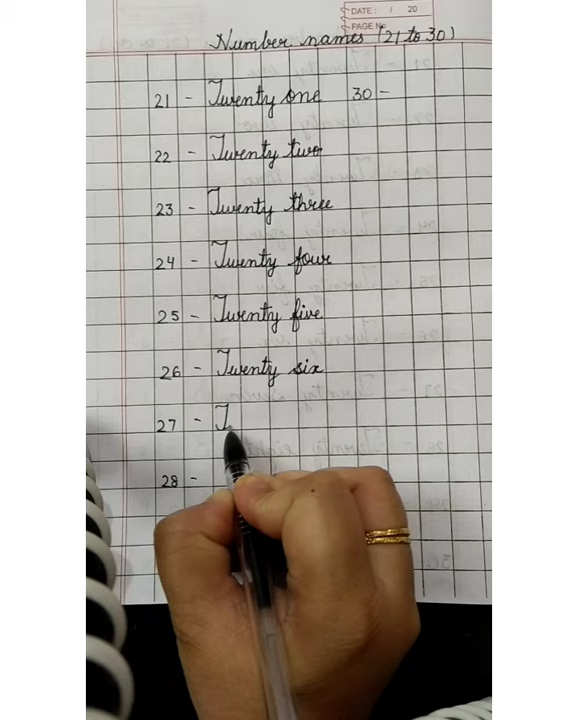 DATE: / 20
PAGE No
Number names (21 to 30)
21 - Twenty one 30 -
22 - Twenty two
23 - Twenty three
24 - Twenty four
25 - Twenty five
26 - Twenty six
27 - T
28 -